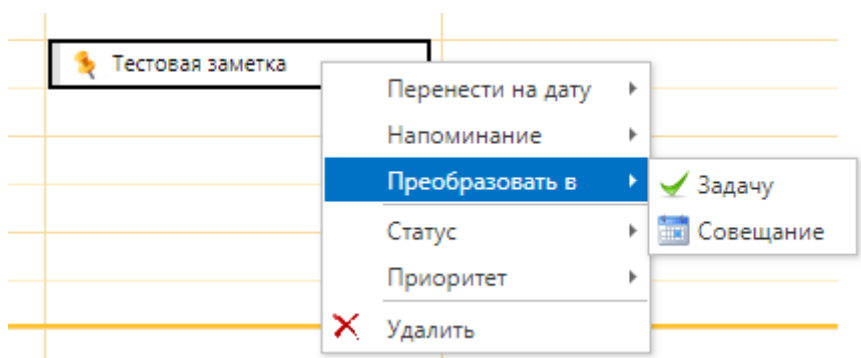 Тестовая заметка
Перенести на дату
Напоминание
Преобразовать в
Задачу
Статус
Совещание
Приоритет
Удалить